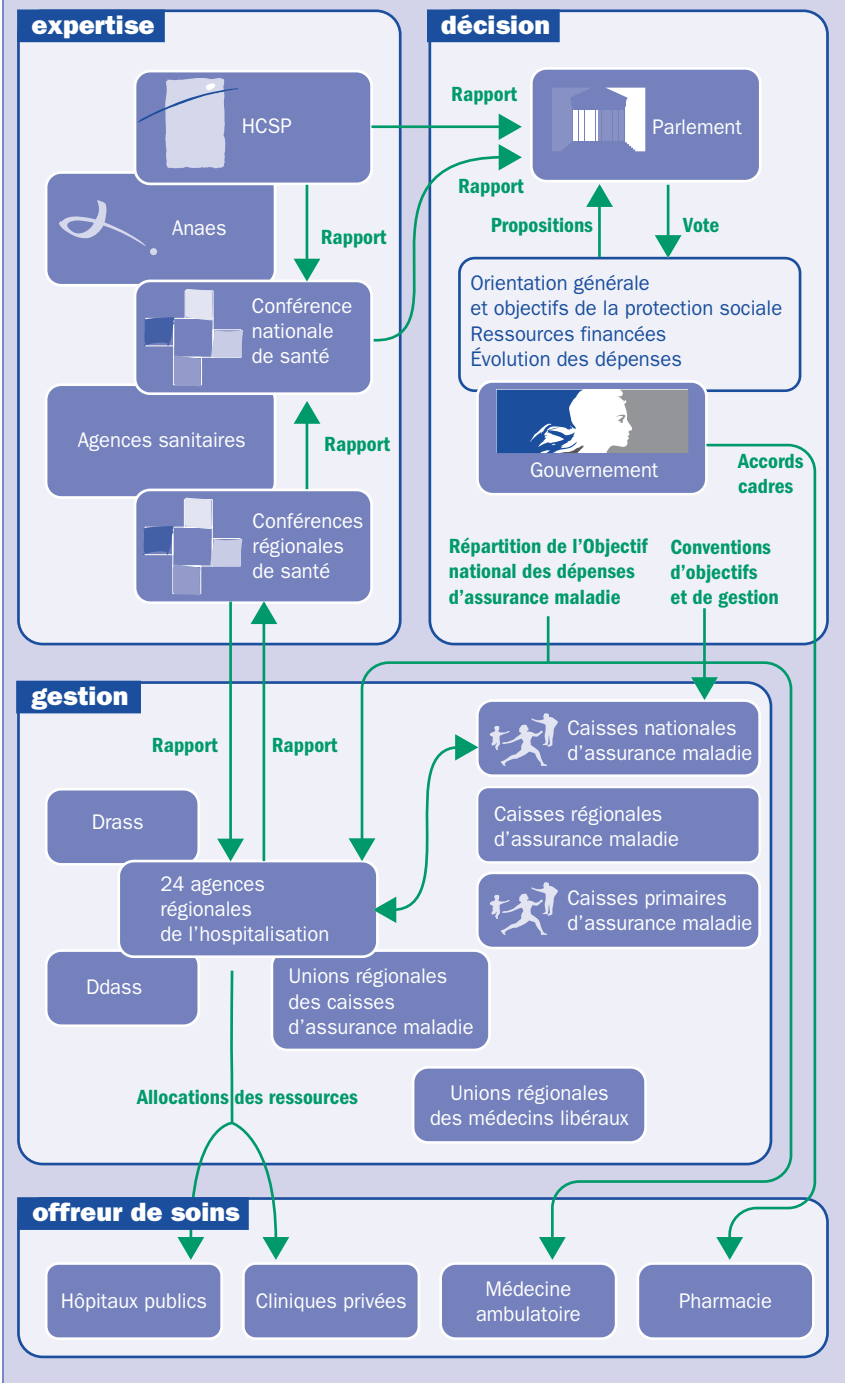 expertise
HCSP
Anaes
Rapport
Conférence
nationale
de santé
Agences sanitaires
Rapport
Conférences
régionales
de santé
décision
Rapport
Parlement
Rapport
Propositions
Vote
Orientation générale
et objectifs de la protection sociale
Ressources financées
Évolution des dépenses
Gouvernement
Accords
cadres
Répartition de l'Objectif
national des dépenses
d'assurance maladie
Conventions
d'objectifs
et de gestion
gestion
Rapport
Rapport
Caisses nationales
d'assurance maladie
Drass
Caisses régionales
d'assurance maladie
24 agences
régionales
de l'hospitalisation
Caisses primaires
d'assurance maladie
Ddass
Unions régionales
des caisses
d'assurance maladie
Allocations des ressources
Unions régionales
des médecins libéraux
offreur de soins
Hôpitaux publics
Cliniques privées
Médecine
ambulatoire
Pharmacie